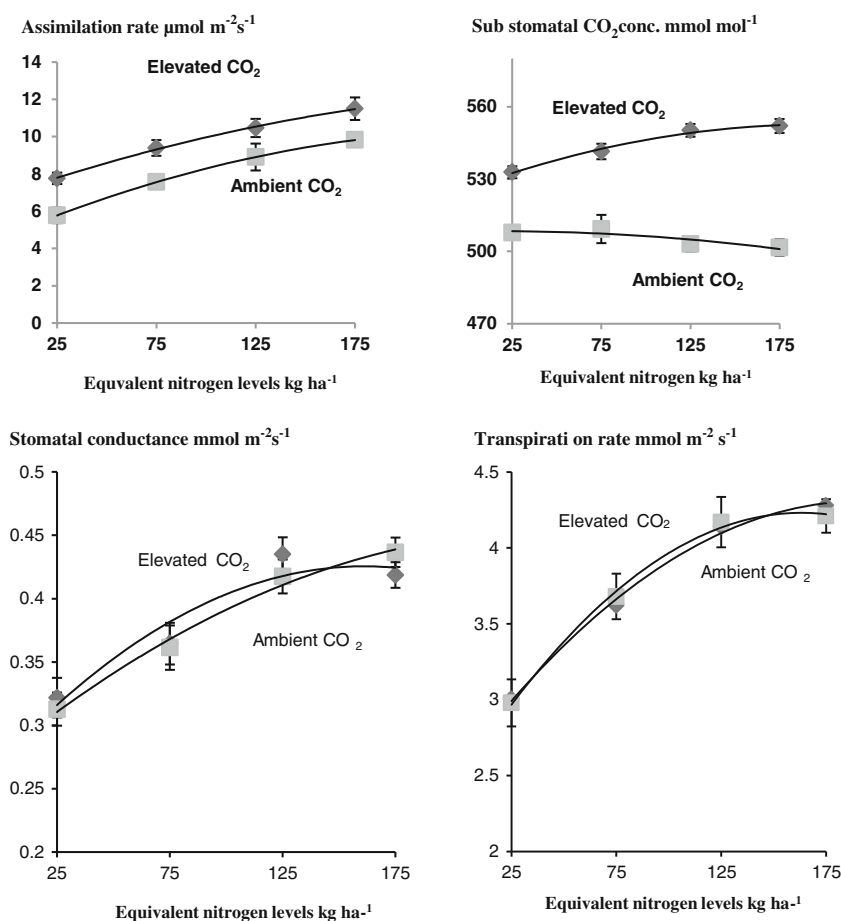 Assimilation rate µmol m⁻²s⁻¹
14
12
10
8
6
4
2
0
Elevated CO₂
Ambient CO₂
25 75 125 175
Equvalent nitrogen levels kg ha⁻¹
Sub stomatal CO₂conc. mmol mol⁻¹
560
530
500
470
Elevated CO₂
Ambient CO₂
25 75 125 175
Equivalent nitrogen kg ha⁻¹
Stomatal conductance mmol m⁻²s⁻¹
0.5
0.45
0.4
0.35
0.3
0.25
0.2
Elevated CO₂
Ambient CO ₂
25 75 125 175
Equivalent nitrogen levels kg ha-¹
Transpirati on rate mmol m⁻² s⁻¹
4.5
4
3.5
3
2.5
2
Elevated CO₂
Ambient CO ₂
25 75 125 175
Equivalent nitrogen levels kg ha-¹